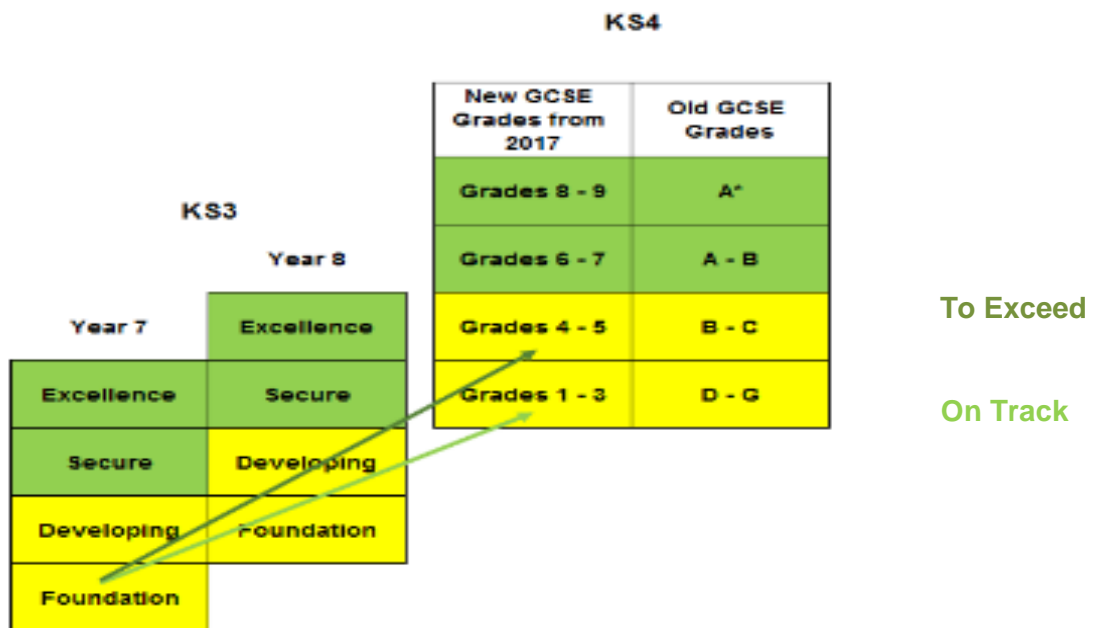 KS4
New GCSE
Grades from
2017
Old GCSE
Grades
Grades 8 - 9
A*
Grades 6 - 7
A - B
Grades 4 - 5
B - C
Grades 1 - 3
D - G
KS3
Year 7
Year 8
Excellence
Excellence
Secure
Secure
Developing
Developing
Foundation
Foundation
To Exceed
On Track